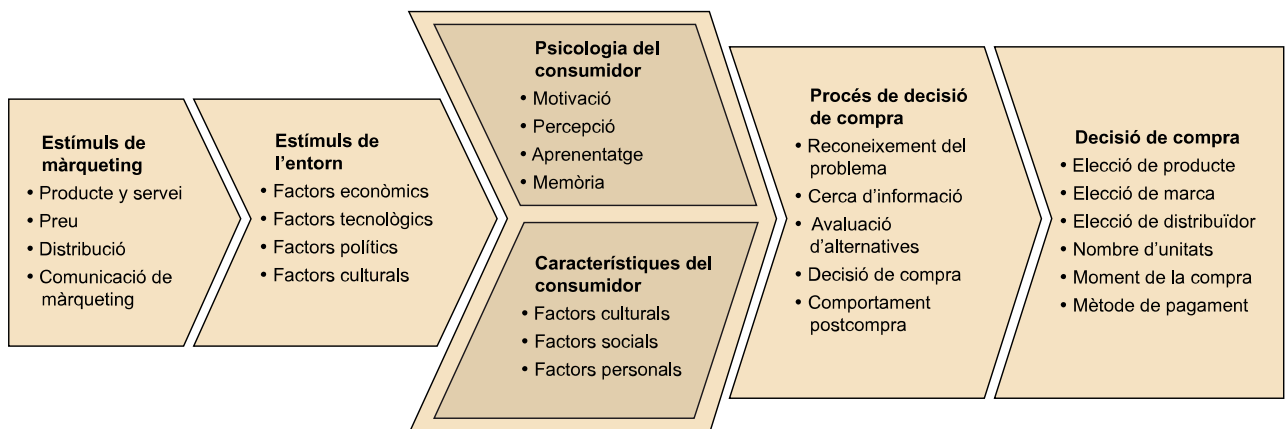 Estímuls de
màrqueting
• Producte y servei
• Preu
• Distribució
• Comunicació de
màrqueting
Estímuls de
l'entorn
• Factors econòmics
• Factors tecnològics
• Factors polítics
• Factors culturals
Psicologia del
consumidor
• Motivació
• Percepció
• Aprenentatge
• Memòria
Característiques del
consumidor
• Factors culturals
• Factors socials
• Factors personals
Procés de decisió
de compra
• Reconeixement del
problema
• Cerca d'informació
• Avaluació
d'alternatives
• Decisió de compra
• Comportament
postcompra
Decisió de compra
• Elecció de producte
• Elecció de marca
• Elecció de distribuïdor
• Nombre d'unitats
• Moment de la compra
• Mètode de pagament